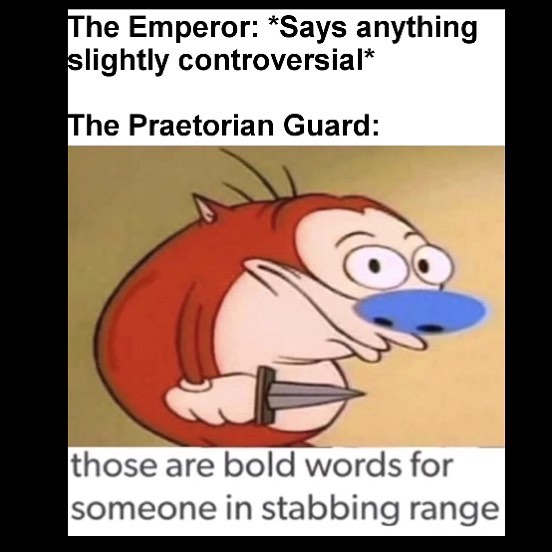 The Emperor: *Says anything
slightly controversial*
The Praetorian Guard:
those are bold words for
someone in stabbing range